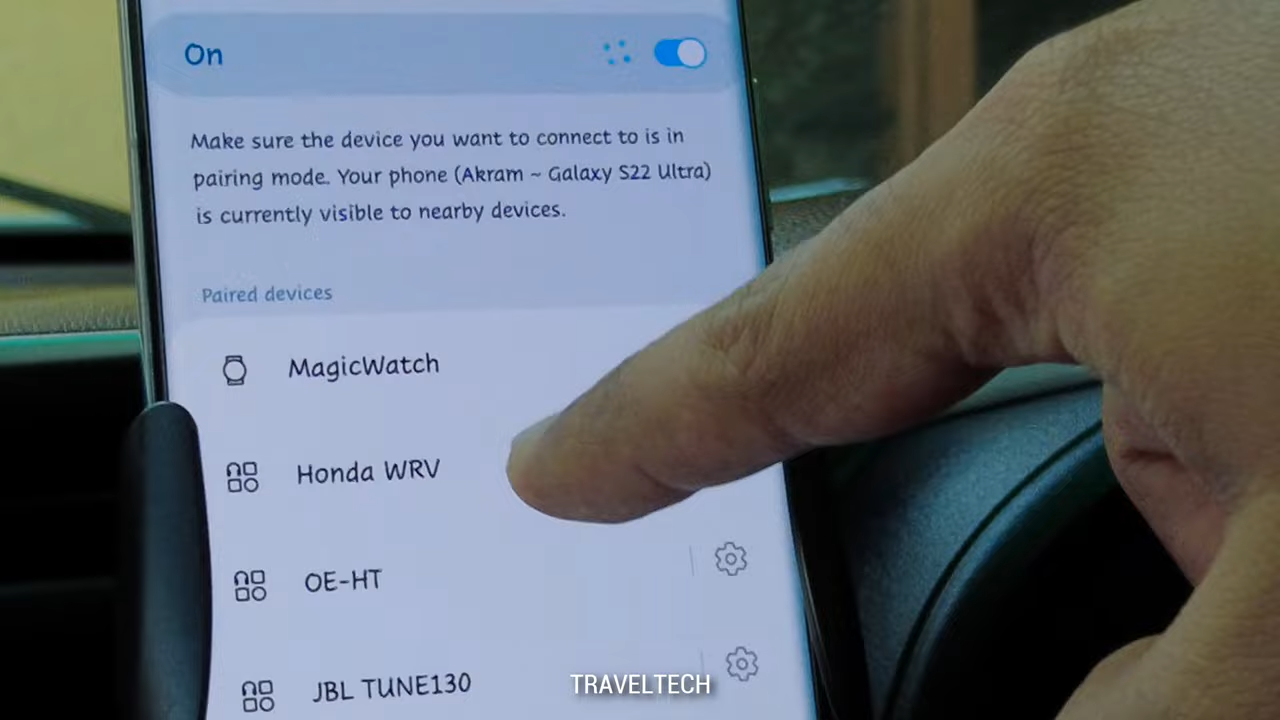 On
Make sure the device you want to connect to is in
pairing mode. Your phone (Akram ~ Galaxy S22 Ultra)
is currently visible to nearby devices.
Paired devices
MagicWatch
Honda WRV
OE-HT
JBL TUNE130
TRAVELTECH